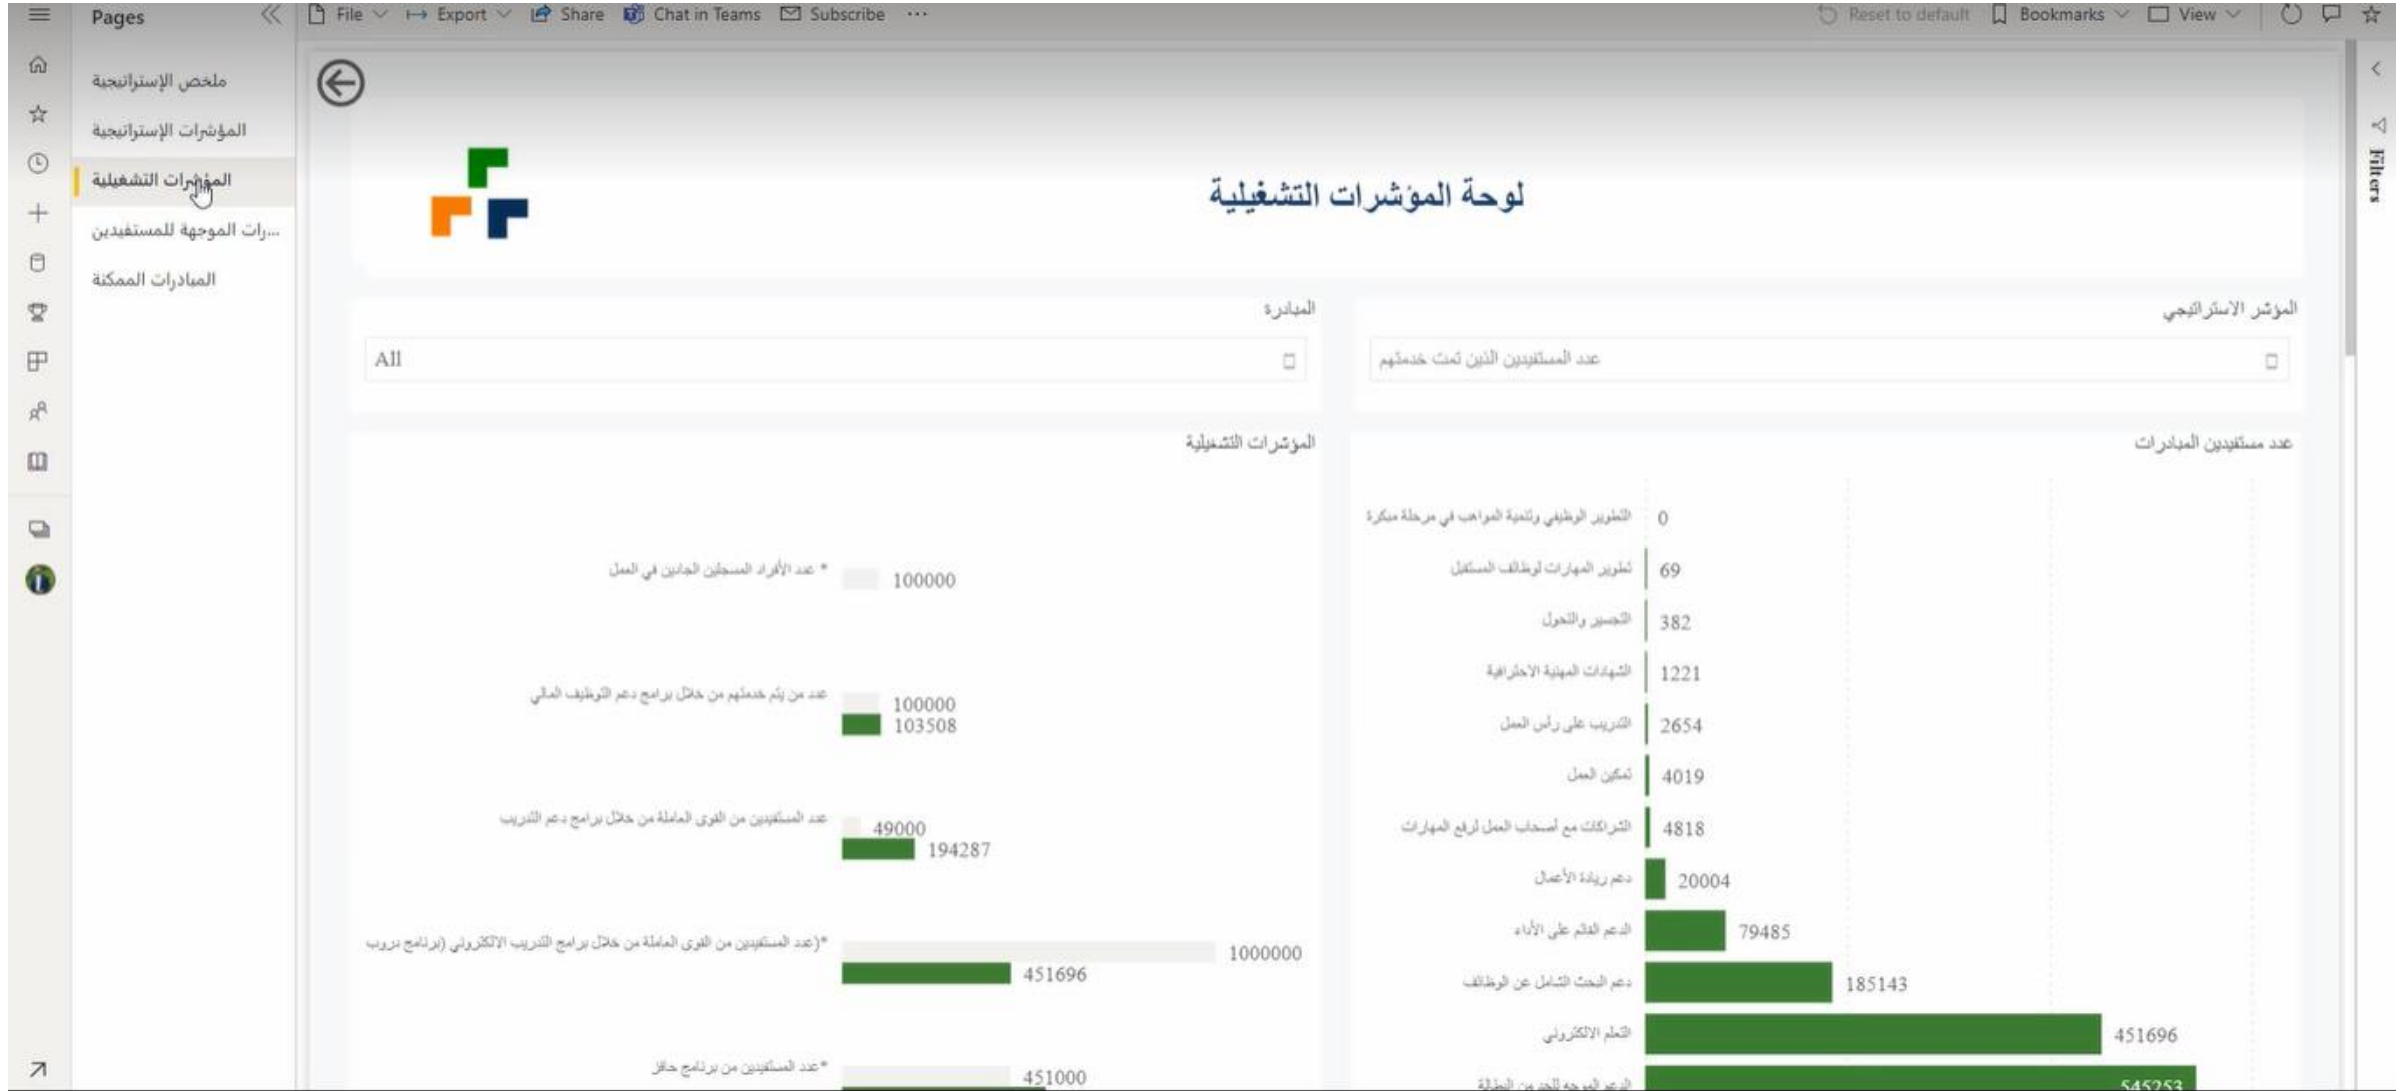 Pages
File
Export
Share
Chat in Teams
Subscribe
Reset to default
Bookmarks
View
ملخص الإستراتيجية
المؤشرات الإستراتيجية
المؤشرات التشغيلية
...رات الموجهة للمستفيدين
المبادرات الممكنة
Filters
لوحة المؤشرات التشغيلية
المؤشر الاستراتيجي
عدد المستفيدين الذين تمت خدمتهم
المبادرة
All
عدد مستفيدين المبادرات
التطوير الوظيفي وتنمية المواهب في مرحلة مبكرة 0
تطوير المهارات لوظائف المستقبل 69
التجسير والتحول 382
الشهادات المهنية الاحترافية 1221
التدريب على رأس العمل 2654
تمكين العمل 4019
الشراكات مع أصحاب العمل لرفع المهارات 4818
دعم ريادة الأعمال 20004
الدعم القائم على الأداء 79485
دعم البحث الشامل عن الوظائف 185143
التعلم الالكتروني 451696
الدعم الموجه للحد من البطالة 545253
المؤشرات التشغيلية
* عدد الأفراد المسجلين الجادين في العمل 100000
عدد من يتم خدمتهم من خلال برامج دعم التوظيف المالي 100000
103508
عدد المستفيدين من القوى العاملة من خلال برامج دعم التدريب 49000
194287
*(عدد المستفيدين من القوى العاملة من خلال برامج التدريب الالكتروني (برنامج دروب 1000000
451696
*عدد المستفيدين من برنامج حافز 451000